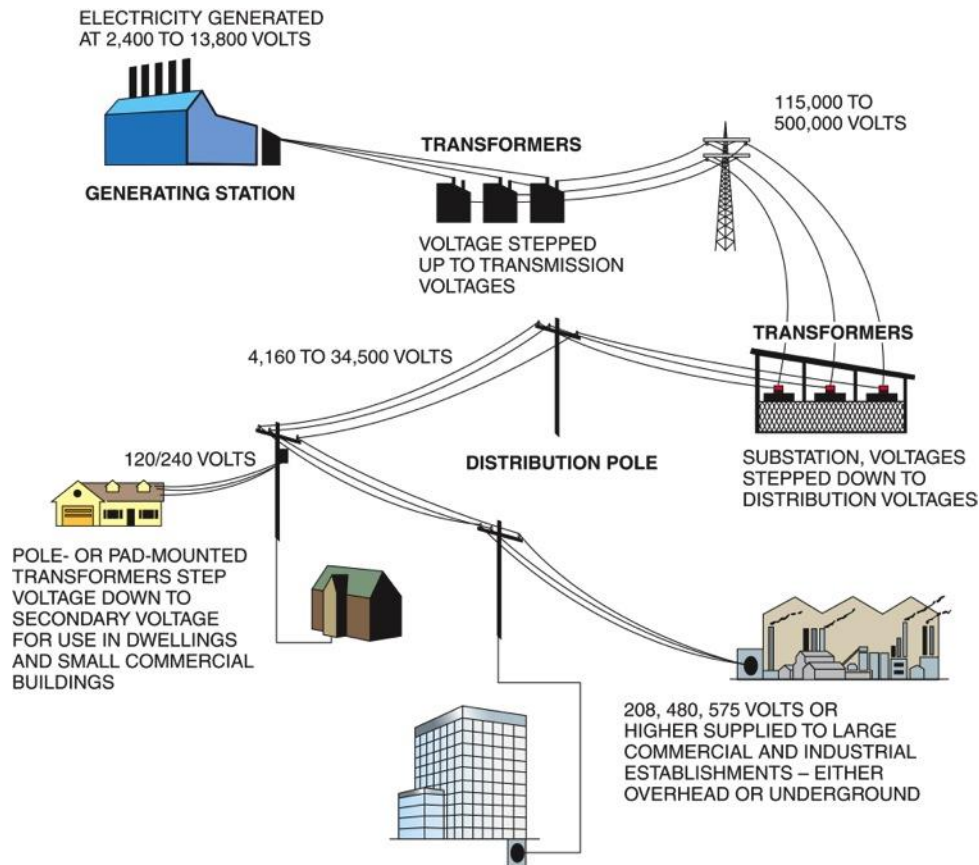 ELECTRICITY GENERATED
AT 2,400 TO 13,800 VOLTS
115,000 TO
500,000 VOLTS
TRANSFORMERS
GENERATING STATION
VOLTAGE STEPPED
UP TO TRANSMISSION
VOLTAGES
TRANSFORMERS
4,160 TO 34,500 VOLTS
120/240 VOLTS
DISTRIBUTION POLE
SUBSTATION, VOLTAGES
STEPPED DOWN TO
DISTRIBUTION VOLTAGES
POLE- OR PAD-MOUNTED
TRANSFORMERS STEP
VOLTAGE DOWN TO
SECONDARY VOLTAGE
FOR USE IN DWELLINGS
AND SMALL COMMERCIAL
BUILDINGS
208, 480, 575 VOLTS OR
HIGHER SUPPLIED TO LARGE
COMMERCIAL AND INDUSTRIAL
ESTABLISHMENTS – EITHER
OVERHEAD OR UNDERGROUND